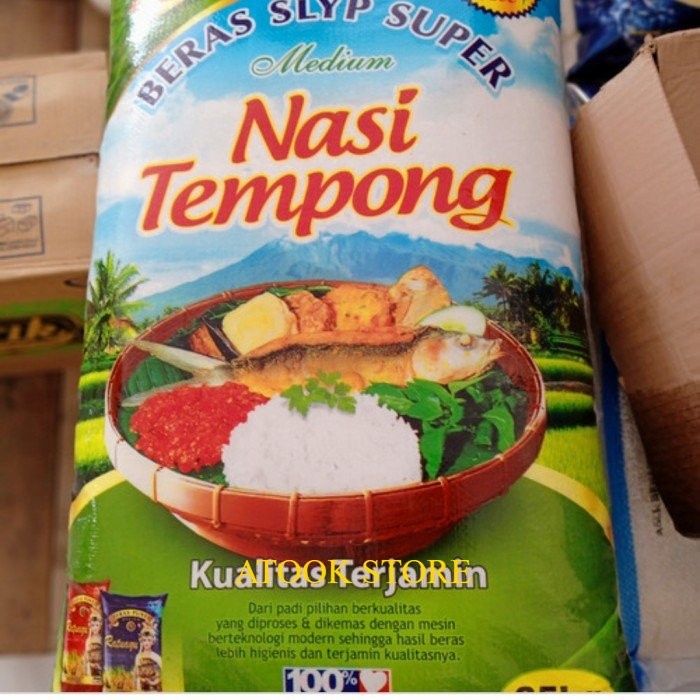 BERAS SLYP SUPER
Medium
Nasi
Tempong
Kualitas Terjamin
ATOOK STORE
Dari padi pilihan berkualitas
yang diproses & dikemas dengan mesin
berteknologi modern sehingga hasil beras
lebih higienis dan terjamin kualitasnya.
100%